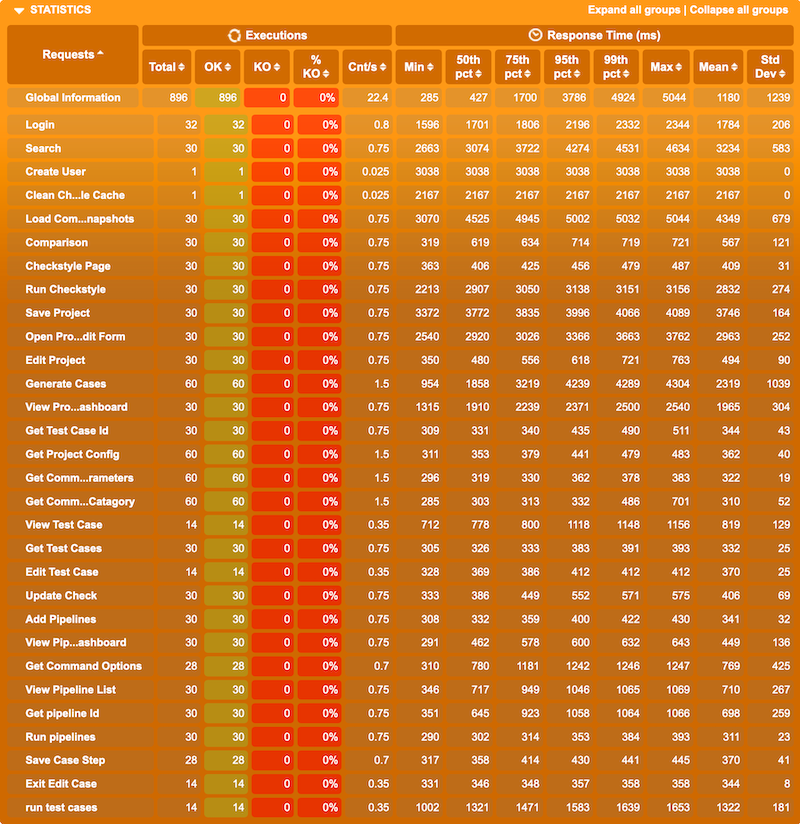 STATISTICS Expand all groups | Collapse all groups
Requests Executions Response Time (ms)
Total OK KO % KO Cnt/s Min 50th pct 75th pct 95th pct 99th pct Max Mean Std Dev
Global Information 896 896 0 0% 22.4 285 427 1700 3786 4924 5044 1180 1239
Login 32 32 0 0% 0.8 1596 1701 1806 2196 2332 2344 1784 206
Search 30 30 0 0% 0.75 2663 3074 3722 4274 4531 4634 3234 583
Create User 1 1 0 0% 0.025 3038 3038 3038 3038 3038 3038 3038 0
Clean Ch...le Cache 1 1 0 0% 0.025 2167 2167 2167 2167 2167 2167 2167 0
Load Com...napshots 30 30 0 0% 0.75 3070 4525 4945 5002 5032 5044 4349 679
Comparison 30 30 0 0% 0.75 319 619 634 714 719 721 567 121
Checkstyle Page 30 30 0 0% 0.75 363 406 425 456 479 487 409 31
Run Checkstyle 30 30 0 0% 0.75 2213 2907 3050 3138 3151 3156 2832 274
Save Project 30 30 0 0% 0.75 3372 3772 3835 3996 4066 4089 3746 164
Open Pro...dit Form 30 30 0 0% 0.75 2540 2920 3026 3366 3663 3762 2963 252
Edit Project 30 30 0 0% 0.75 350 480 556 618 721 763 494 90
Generate Cases 60 60 0 0% 1.5 954 1858 3219 4239 4289 4304 2319 1039
View Pro...ashboard 30 30 0 0% 0.75 1315 1910 2239 2371 2500 2540 1965 304
Get Test Case Id 30 30 0 0% 0.75 309 331 340 435 490 511 344 43
Get Project Config 60 60 0 0% 1.5 311 353 379 441 479 483 362 40
Get Comm...rameters 60 60 0 0% 1.5 296 319 330 362 378 383 322 19
Get Comm...Catagory 60 60 0 0% 1.5 285 303 313 332 486 701 310 52
View Test Case 14 14 0 0% 0.35 712 778 800 1118 1148 1156 819 129
Get Test Cases 30 30 0 0% 0.75 305 326 333 383 391 393 332 25
Edit Test Case 14 14 0 0% 0.35 328 369 386 412 412 412 370 25
Update Check 30 30 0 0% 0.75 333 386 449 552 571 575 406 69
Add Pipelines 30 30 0 0% 0.75 308 332 359 400 422 430 341 32
View Pip...ashboard 30 30 0 0% 0.75 291 462 578 600 632 643 449 136
Get Command Options 28 28 0 0% 0.7 310 780 1181 1242 1246 1247 769 425
View Pipeline List 30 30 0 0% 0.75 346 717 949 1046 1065 1069 710 267
Get pipeline Id 30 30 0 0% 0.75 351 645 923 1058 1064 1066 698 259
Run pipelines 30 30 0 0% 0.75 290 302 314 353 384 393 311 23
Save Case Step 28 28 0 0% 0.7 317 358 414 430 441 445 370 41
Exit Edit Case 14 14 0 0% 0.35 331 346 348 357 358 358 344 8
run test cases 14 14 0 0% 0.35 1002 1321 1471 1583 1639 1653 1322 181